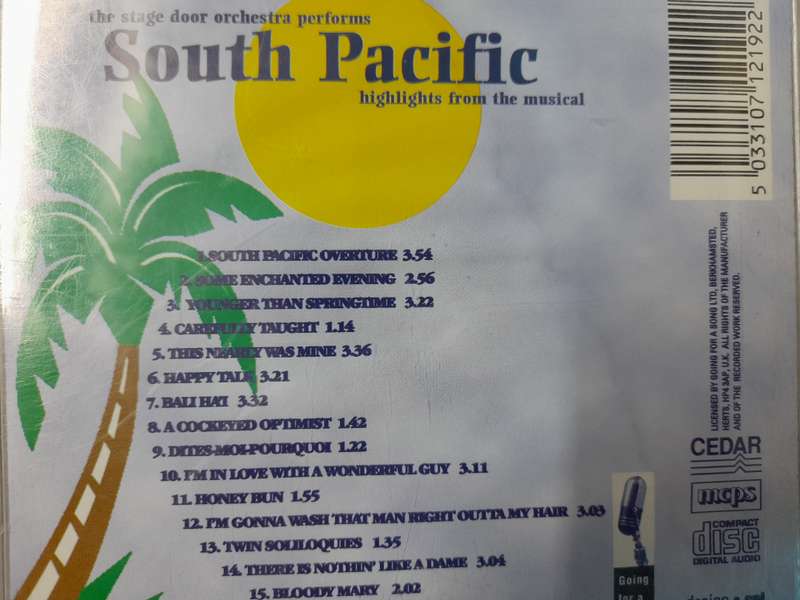 the stage door orchestra performs
South Pacific
highlights from the musical
1. SOUTH PACIFIC OVERTURE 3.54
2. SOME ENCHANTED EVENING 2.56
3. YOUNGER THAN SPRINGTIME 3.22
4. CAREFULLY TAUGHT 1.14
5. THIS NEARLY WAS MINE 3.36
6. HAPPY TALK 3.21
7. BALI HA'I 3.32
8. A COCKEYED OPTIMIST 1.42
9. DITES-MOI-POURQUOI 1.22
10. I'M IN LOVE WITH A WONDERFUL GUY 3.11
11. HONEY BUN 1.55
12. I'M GONNA WASH THAT MAN RIGHT OUTTA MY HAIR 3.03
13. TWIN SOLILOQUIES 1.35
14. THERE IS NOTHIN' LIKE A DAME 3.04
15. BLOODY MARY 2.02
5 033107 121922
LICENSED BY GOING FOR A SONG LTD, BERKHAMSTED,
HERTS, HP4 3AP, U.K. ALL RIGHTS OF THE MANUFACTURER
AND OF THE RECORDED WORK RESERVED.
CEDAR
mcps
COMPACT
disc
DIGITAL AUDIO
Going
for a